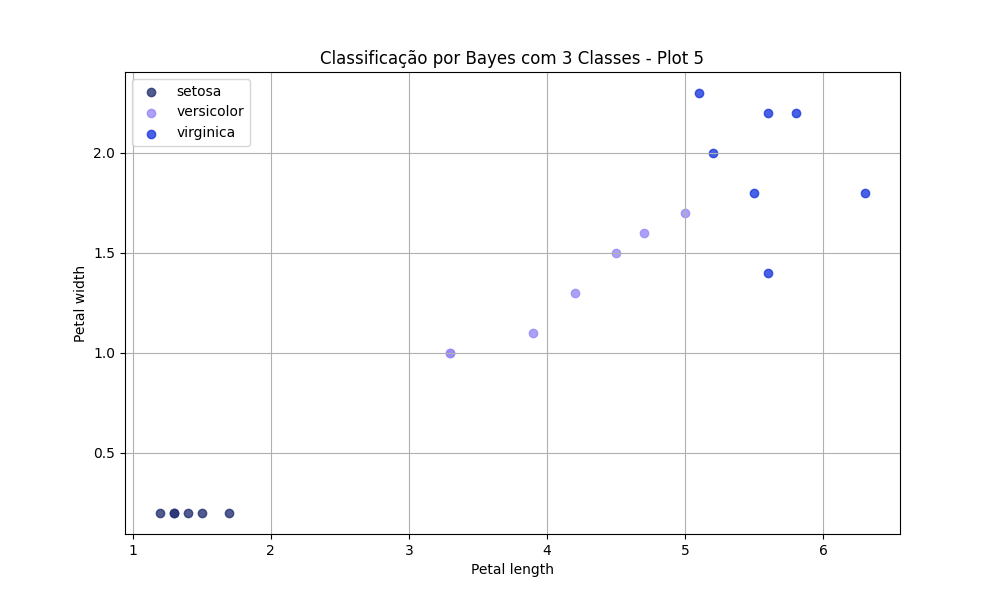 Classificação por Bayes com 3 Classes - Plot 5
setosa
versicolor
virginica
Petal width
2.0
1.5
1.0
0.5
1 2 3 4 5 6
Petal length